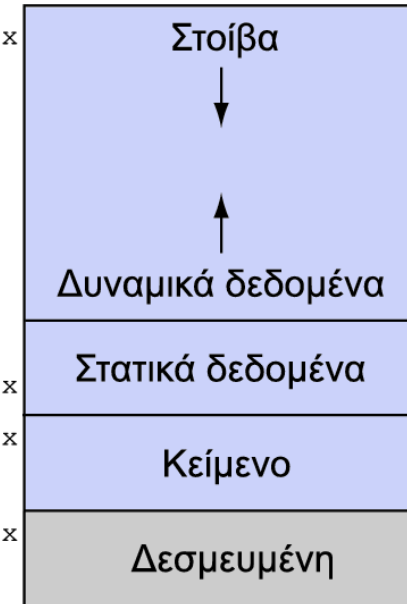 x
Στοίβα
Δυναμικά δεδομένα
Στατικά δεδομένα
x
x
Κείμενο
x
Δεσμευμένη